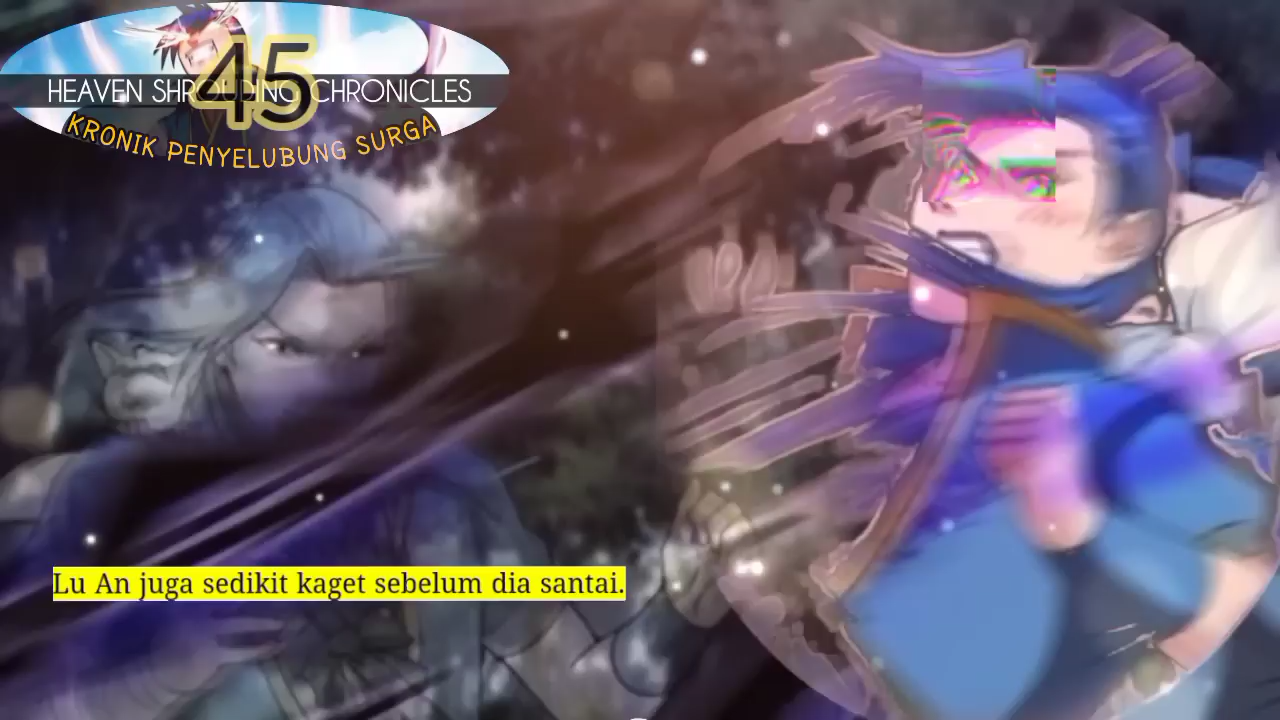 45
HEAVEN SHROUDING CHRONICLES
KRONIK PENYELUBUNG SURGA
Lu An juga sedikit kaget sebelum dia santai.